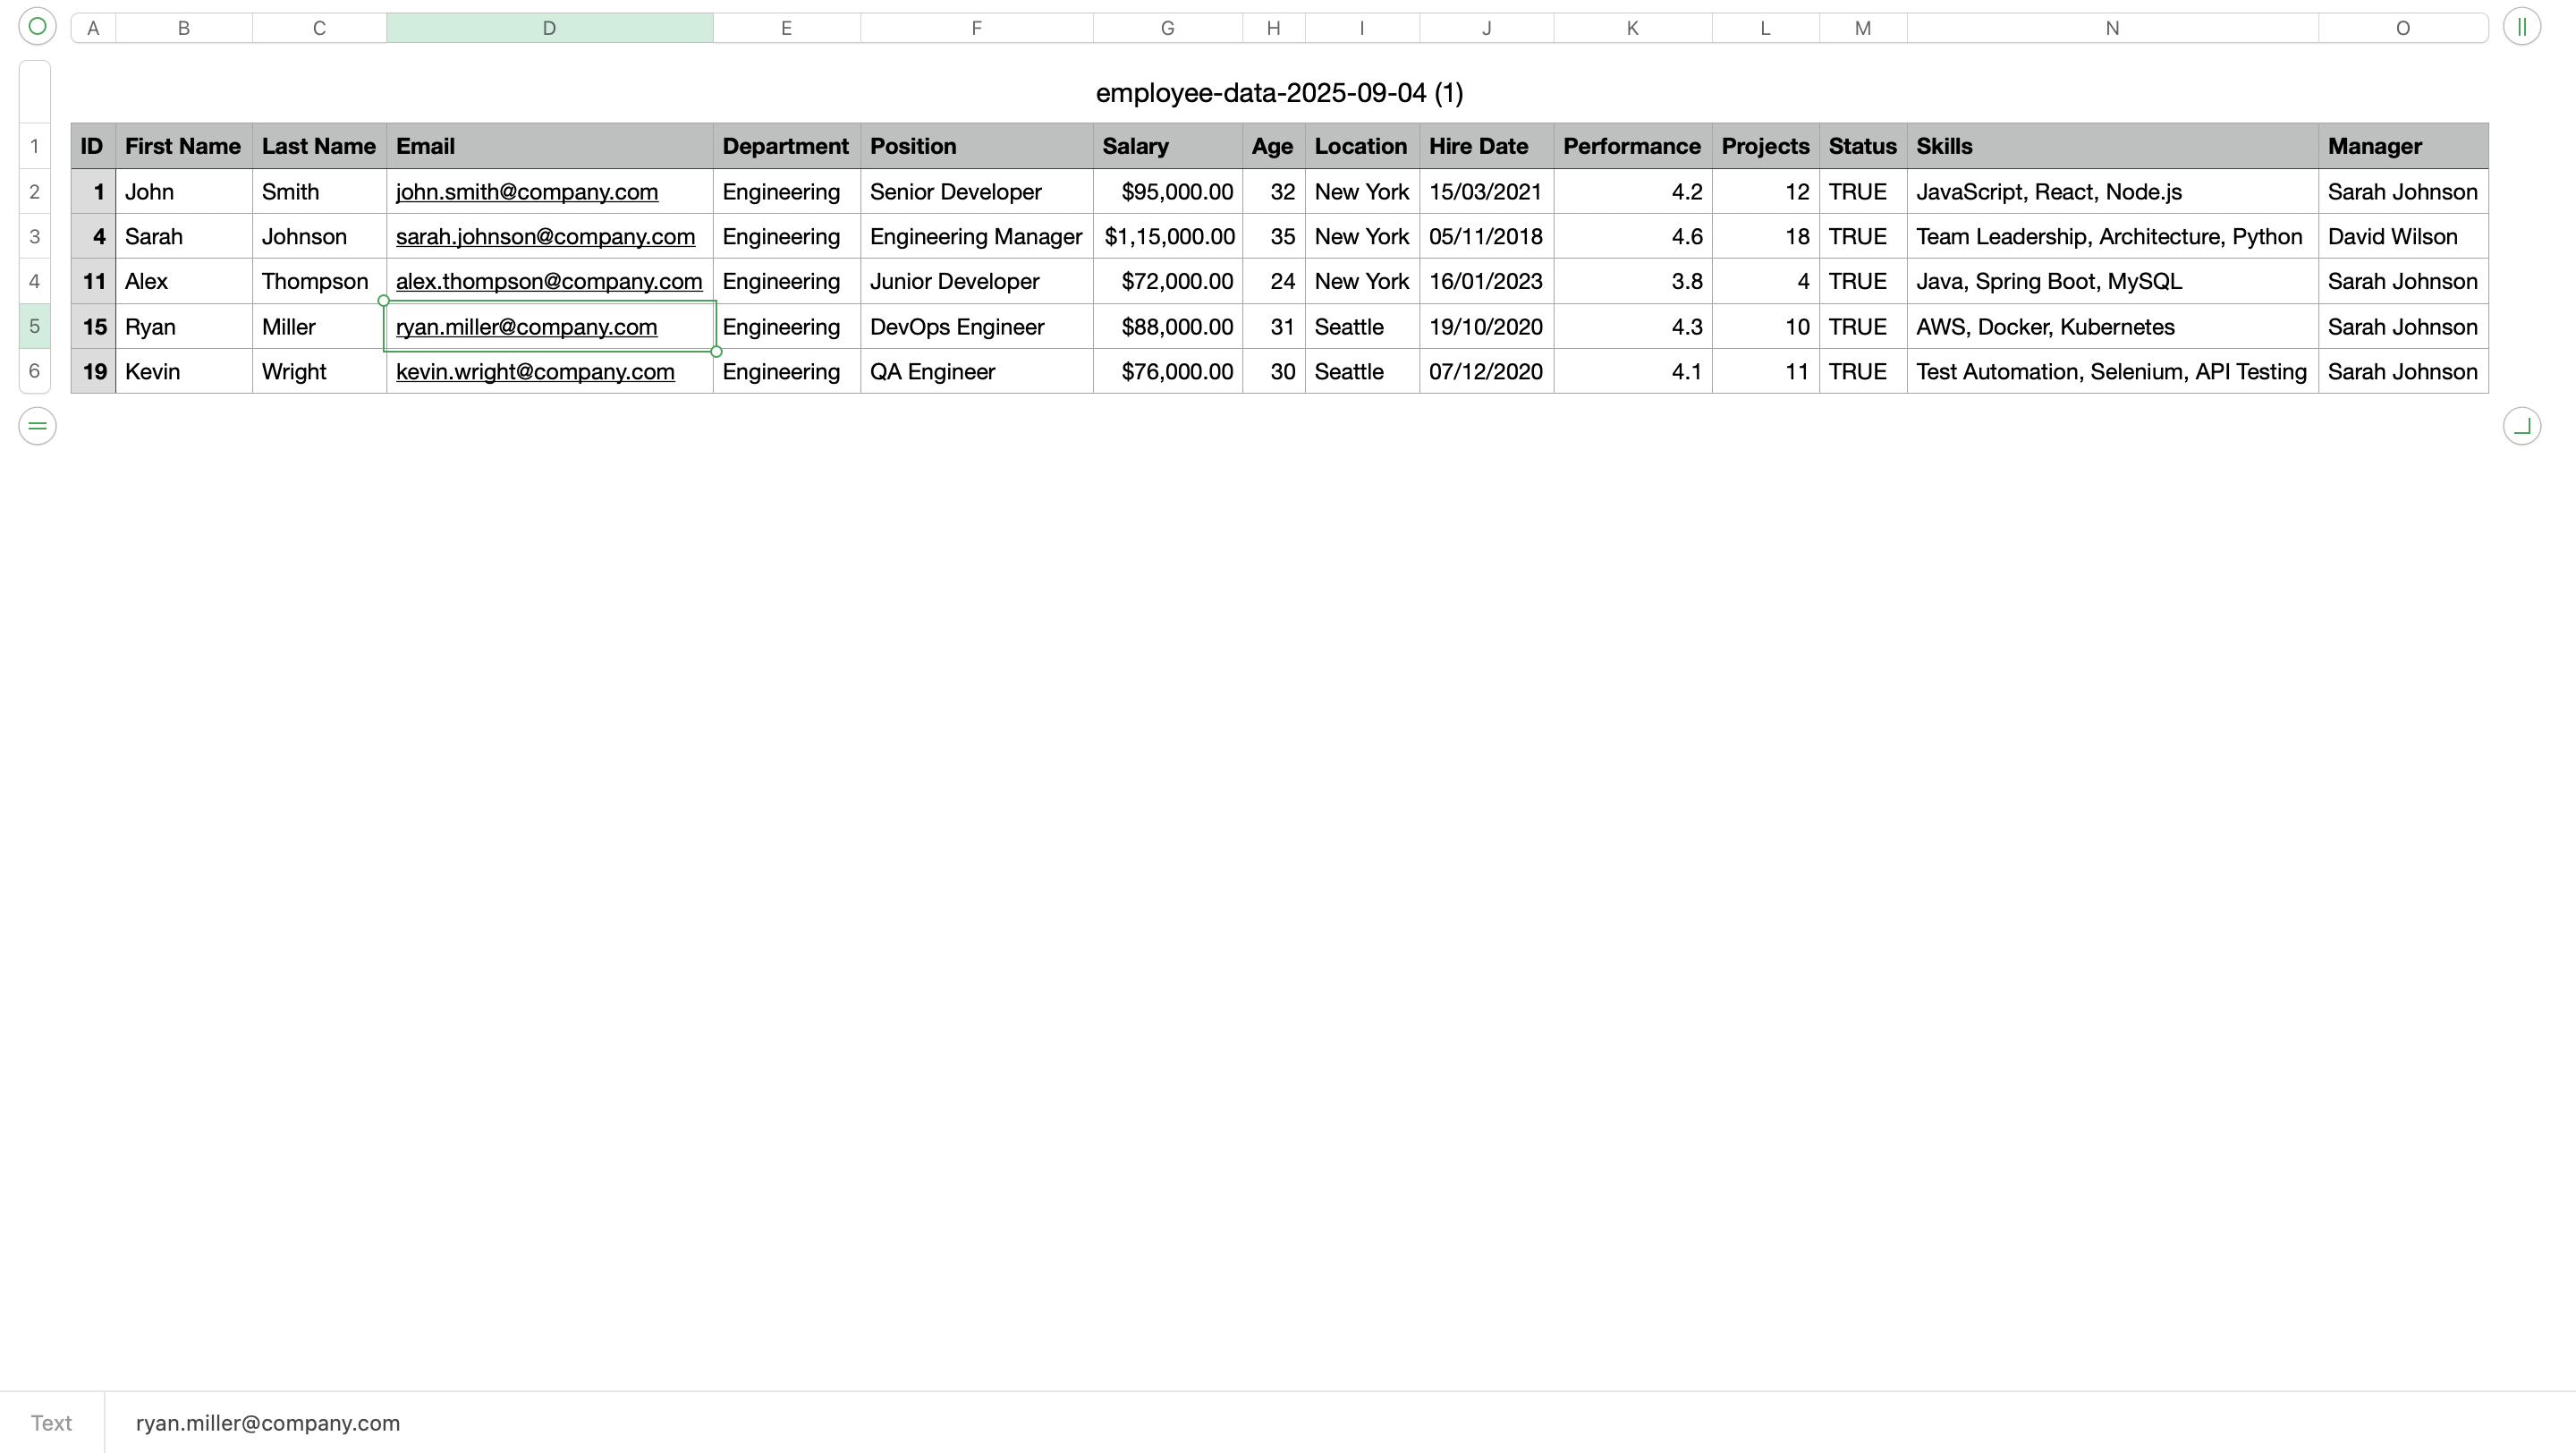 A B C D E F G H I J K L M N O
employee-data-2025-09-04 (1)
1 ID First Name Last Name Email Department Position Salary Age Location Hire Date Performance Projects Status Skills Manager
2 1 John Smith john.smith@company.com Engineering Senior Developer $95,000.00 32 New York 15/03/2021 4.2 12 TRUE JavaScript, React, Node.js Sarah Johnson
3 4 Sarah Johnson sarah.johnson@company.com Engineering Engineering Manager $1,15,000.00 35 New York 05/11/2018 4.6 18 TRUE Team Leadership, Architecture, Python David Wilson
4 11 Alex Thompson alex.thompson@company.com Engineering Junior Developer $72,000.00 24 New York 16/01/2023 3.8 4 TRUE Java, Spring Boot, MySQL Sarah Johnson
5 15 Ryan Miller ryan.miller@company.com Engineering DevOps Engineer $88,000.00 31 Seattle 19/10/2020 4.3 10 TRUE AWS, Docker, Kubernetes Sarah Johnson
6 19 Kevin Wright kevin.wright@company.com Engineering QA Engineer $76,000.00 30 Seattle 07/12/2020 4.1 11 TRUE Test Automation, Selenium, API Testing Sarah Johnson
Text ryan.miller@company.com